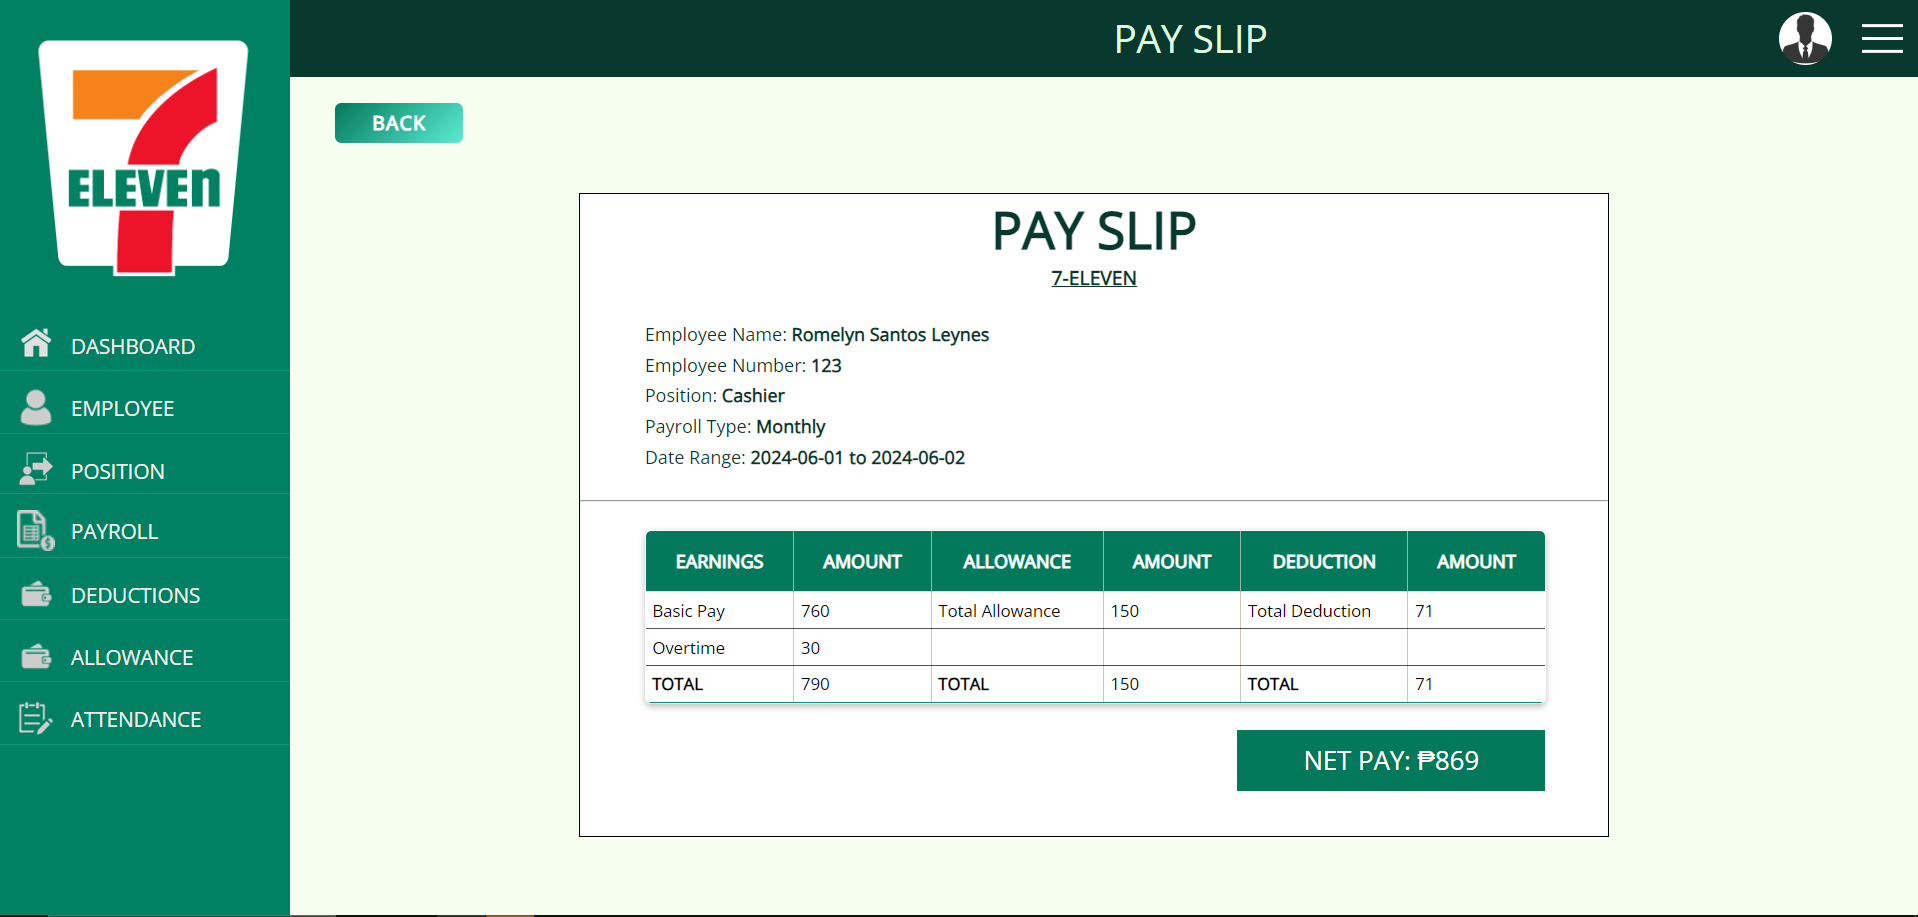 7
ELEVEn
DASHBOARD
EMPLOYEE
POSITION
PAYROLL
DEDUCTIONS
ALLOWANCE
ATTENDANCE
PAY SLIP
BACK
PAY SLIP
7-ELEVEN
Employee Name: Romelyn Santos Leynes
Employee Number: 123
Position: Cashier
Payroll Type: Monthly
Date Range: 2024-06-01 to 2024-06-02
EARNINGS AMOUNT ALLOWANCE AMOUNT DEDUCTION AMOUNT
Basic Pay 760 Total Allowance 150 Total Deduction 71
Overtime 30
TOTAL 790 TOTAL 150 TOTAL 71
NET PAY: ₱869